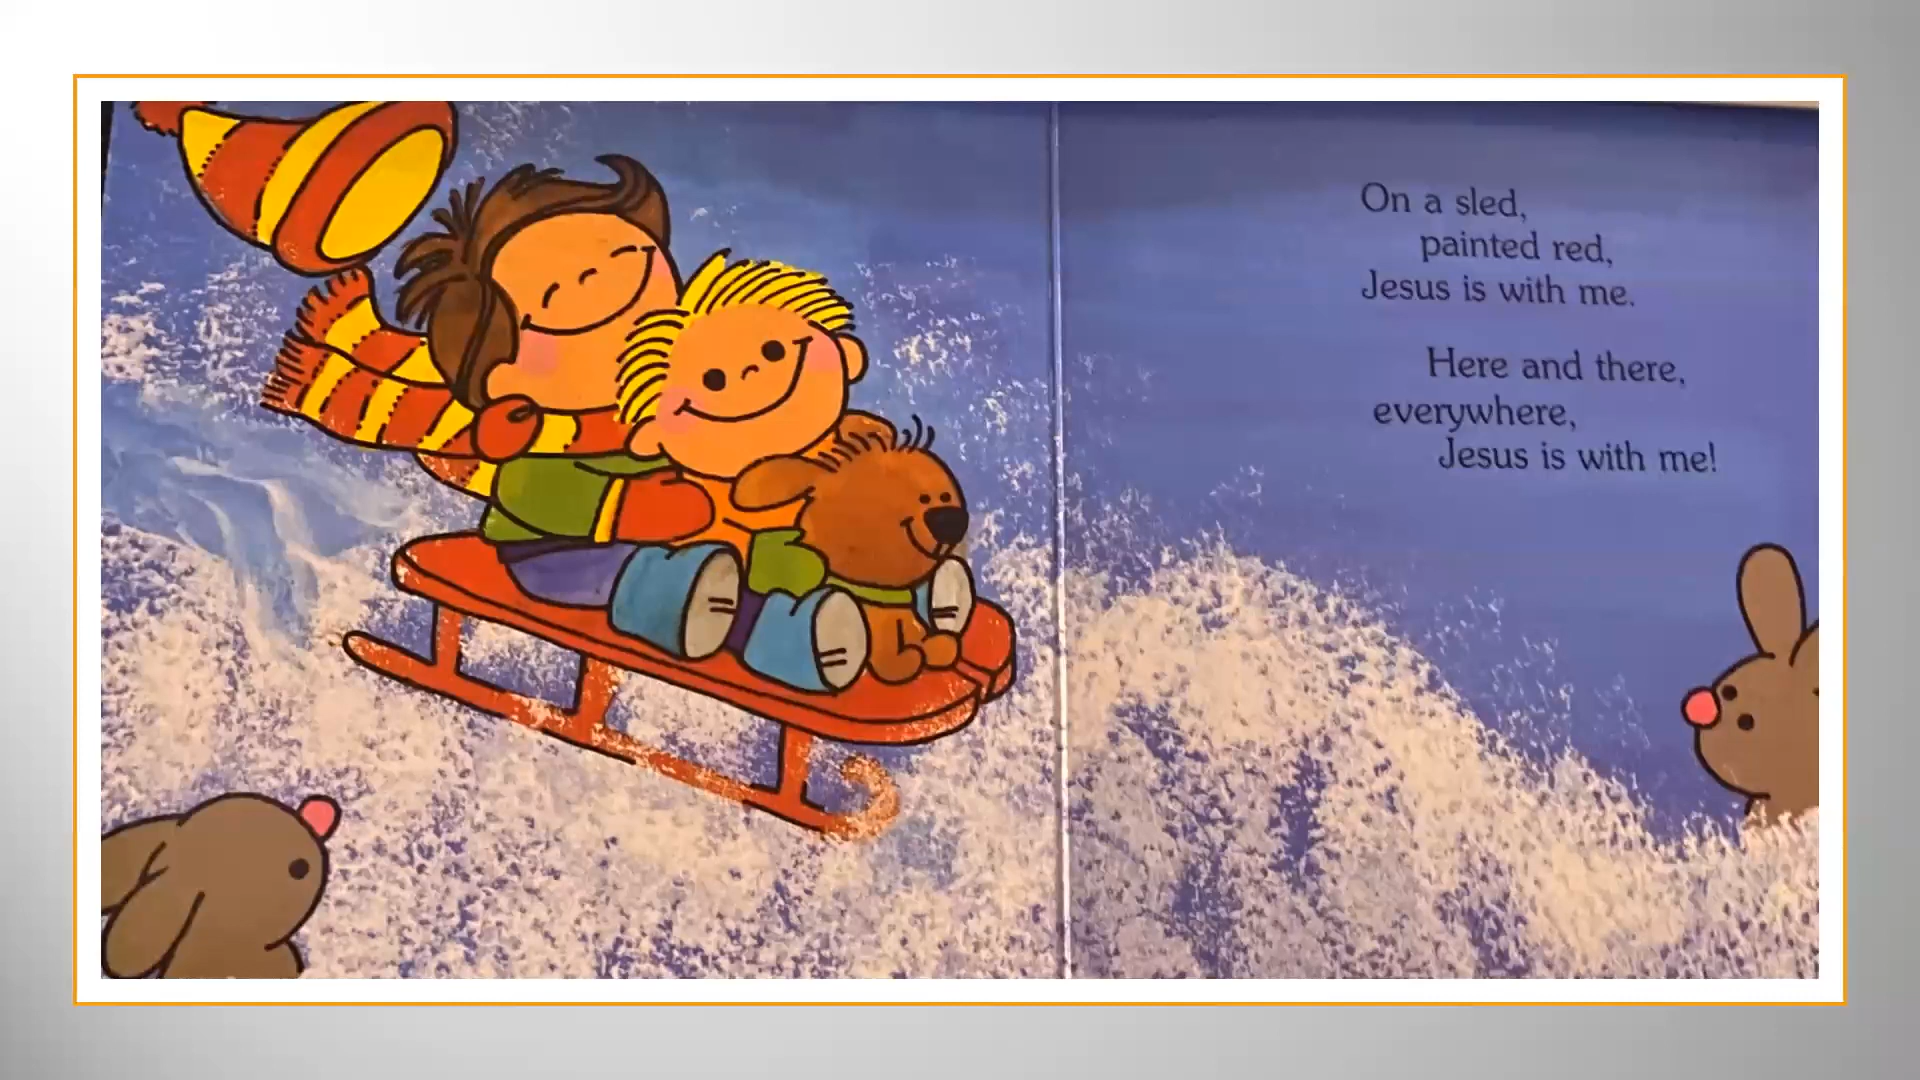 On a sled,
painted red,
Jesus is with me.
Here and there,
everywhere,
Jesus is with me!